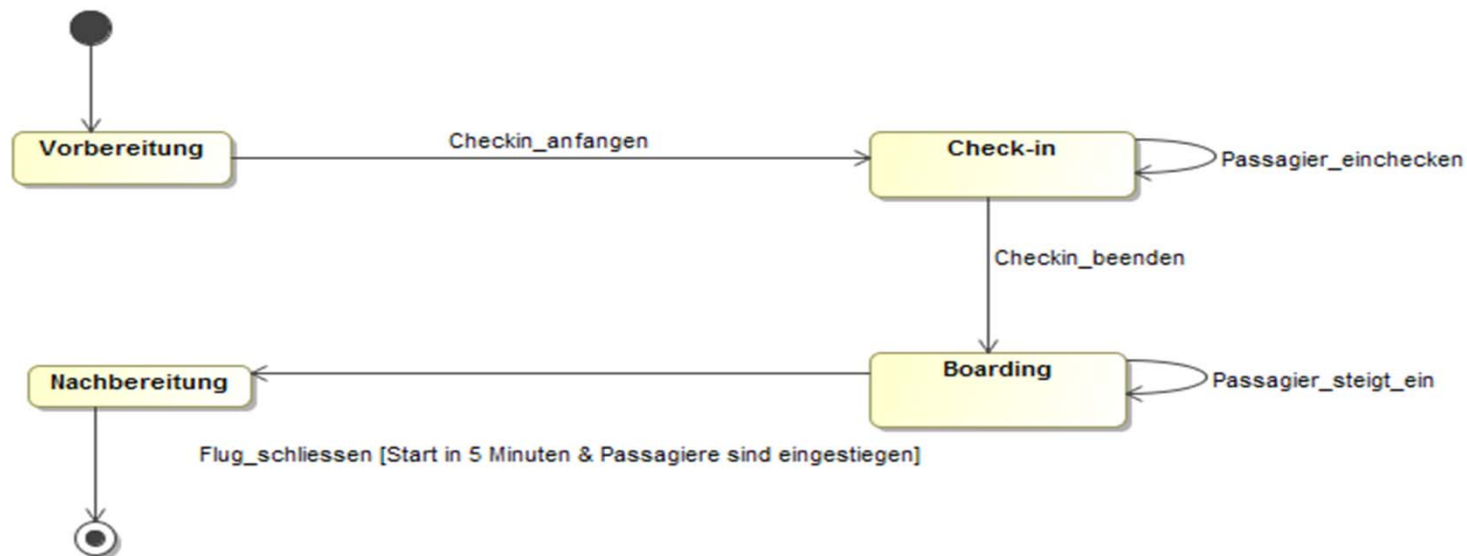 Vorbereitung
Checkin_anfangen
Check-in
Passagier_einchecken
Checkin_beenden
Nachbereitung
Boarding
Passagier_steigt_ein
Flug_schliessen [Start in 5 Minuten & Passagiere sind eingestiegen]